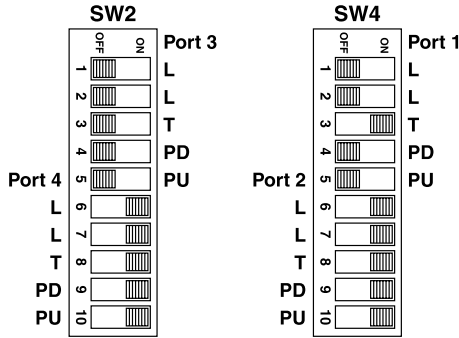 SW2
OFF ON Port 3
1 L
2 L
3 T
4 PD
Port 4 5 PU
L 6
L 7
T 8
PD 9
PU 10
SW4
OFF ON Port 1
1 L
2 L
3 T
4 PD
Port 2 5 PU
L 6
L 7
T 8
PD 9
PU 10